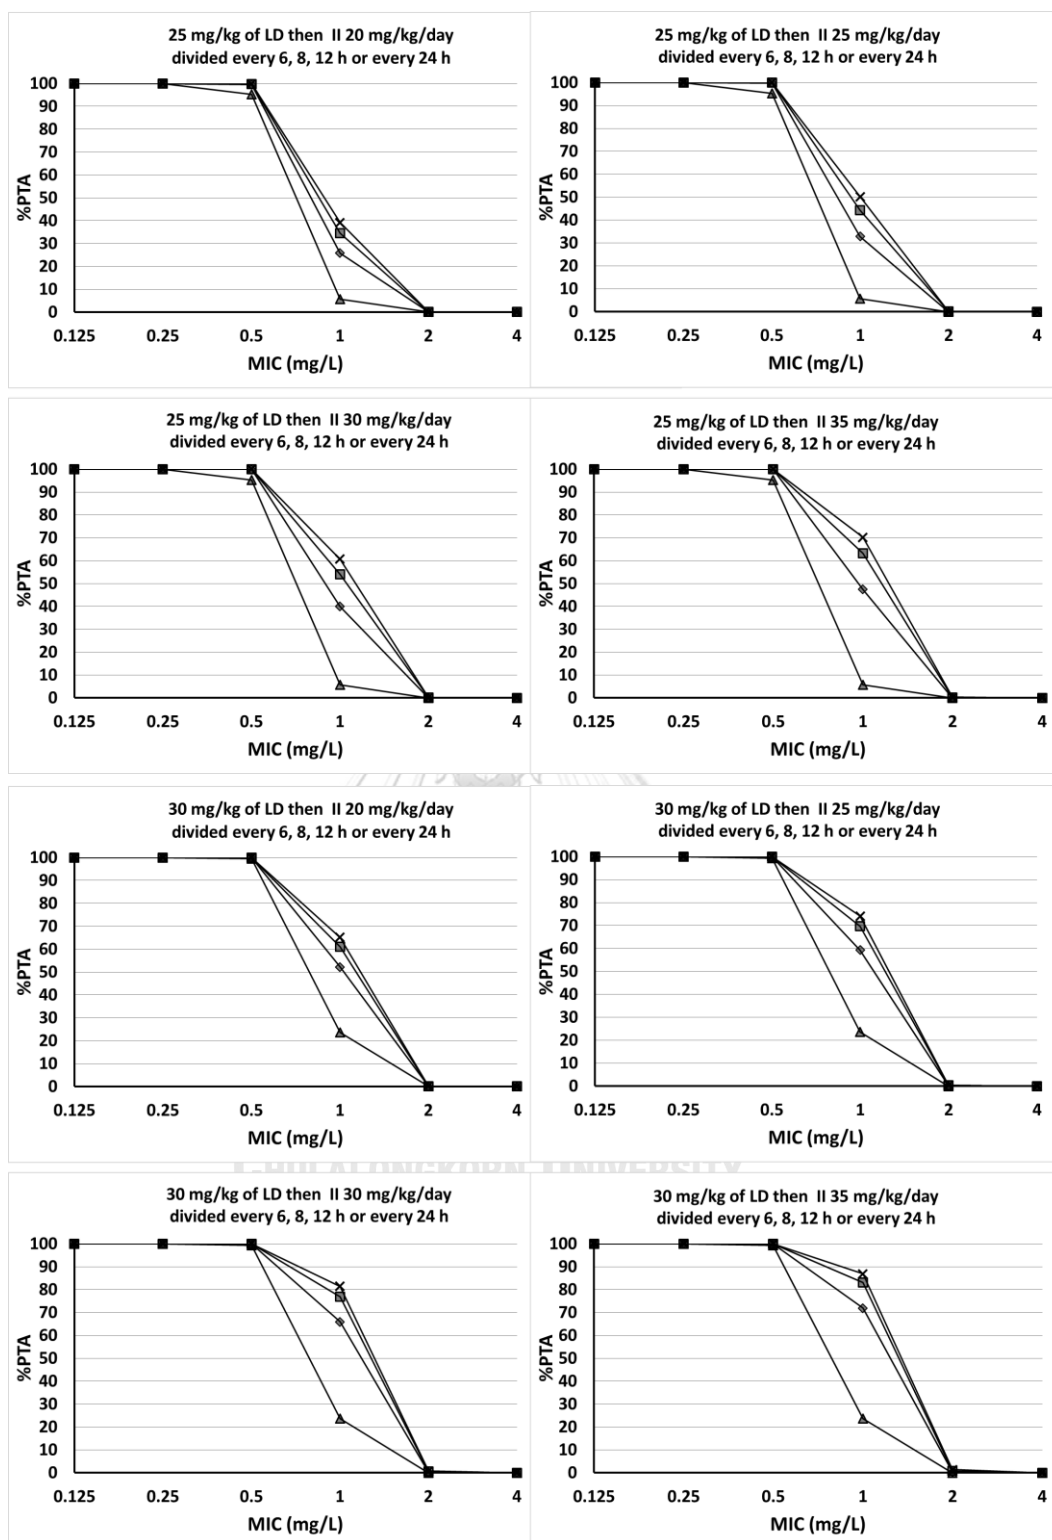 25 mg/kg of LD then II 20 mg/kg/day
divided every 6, 8, 12 h or every 24 h
100
90
80
70
60
50
40
30
20
10
0
%PTA
0.125 0.25 0.5 1 2 4
MIC (mg/L)
25 mg/kg of LD then II 25 mg/kg/day
divided every 6, 8, 12 h or every 24 h
100
90
80
70
60
50
40
30
20
10
0
%PTA
0.125 0.25 0.5 1 2 4
MIC (mg/L)
25 mg/kg of LD then II 30 mg/kg/day
divided every 6, 8, 12 h or every 24 h
100
90
80
70
60
50
40
30
20
10
0
%PTA
0.125 0.25 0.5 1 2 4
MIC (mg/L)
25 mg/kg of LD then II 35 mg/kg/day
divided every 6, 8, 12 h or every 24 h
100
90
80
70
60
50
40
30
20
10
0
%PTA
0.125 0.25 0.5 1 2 4
MIC (mg/L)
30 mg/kg of LD then II 20 mg/kg/day
divided every 6, 8, 12 h or every 24 h
100
90
80
70
60
50
40
30
20
10
0
%PTA
0.125 0.25 0.5 1 2 4
MIC (mg/L)
30 mg/kg of LD then II 25 mg/kg/day
divided every 6, 8, 12 h or every 24 h
100
90
80
70
60
50
40
30
20
10
0
%PTA
0.125 0.25 0.5 1 2 4
MIC (mg/L)
CHULALONGKORN UNIVERSITY
30 mg/kg of LD then II 30 mg/kg/day
divided every 6, 8, 12 h or every 24 h
100
90
80
70
60
50
40
30
20
10
0
%PTA
0.125 0.25 0.5 1 2 4
MIC (mg/L)
30 mg/kg of LD then II 35 mg/kg/day
divided every 6, 8, 12 h or every 24 h
100
90
80
70
60
50
40
30
20
10
0
%PTA
0.125 0.25 0.5 1 2 4
MIC (mg/L)